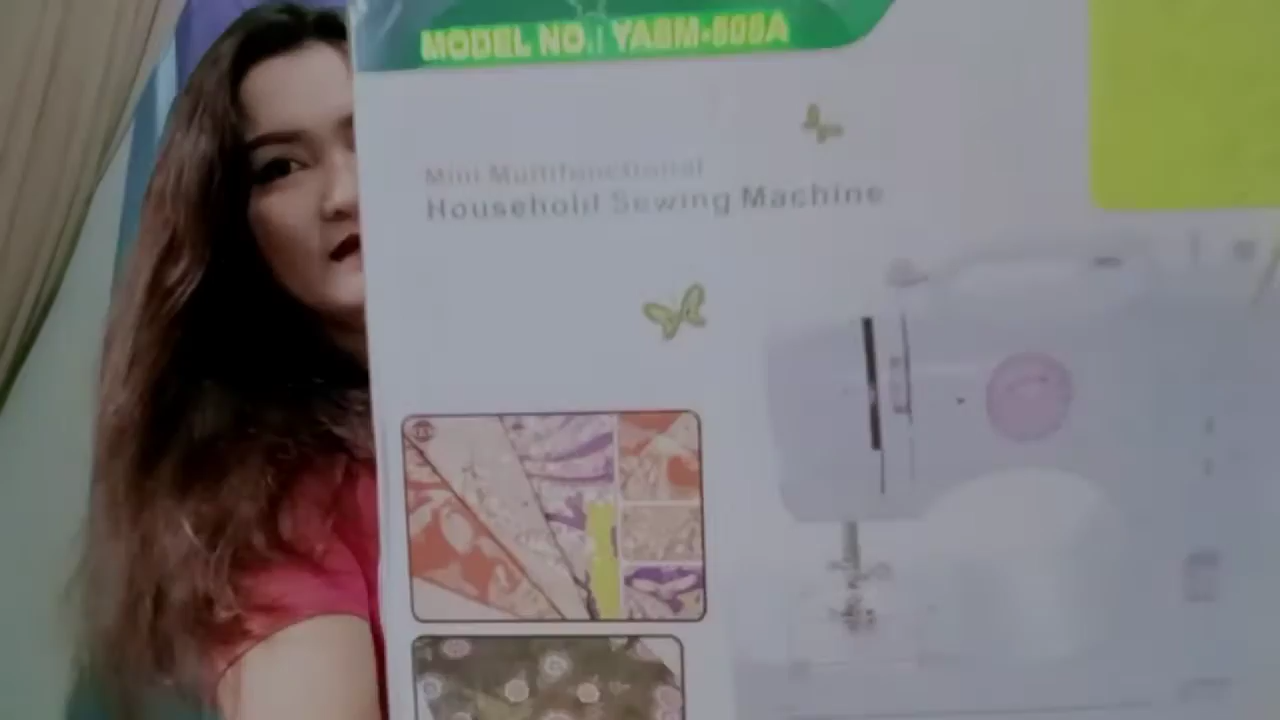 MODEL NO.: YASM-505A
Mini Multifunctional
Household Sewing Machine